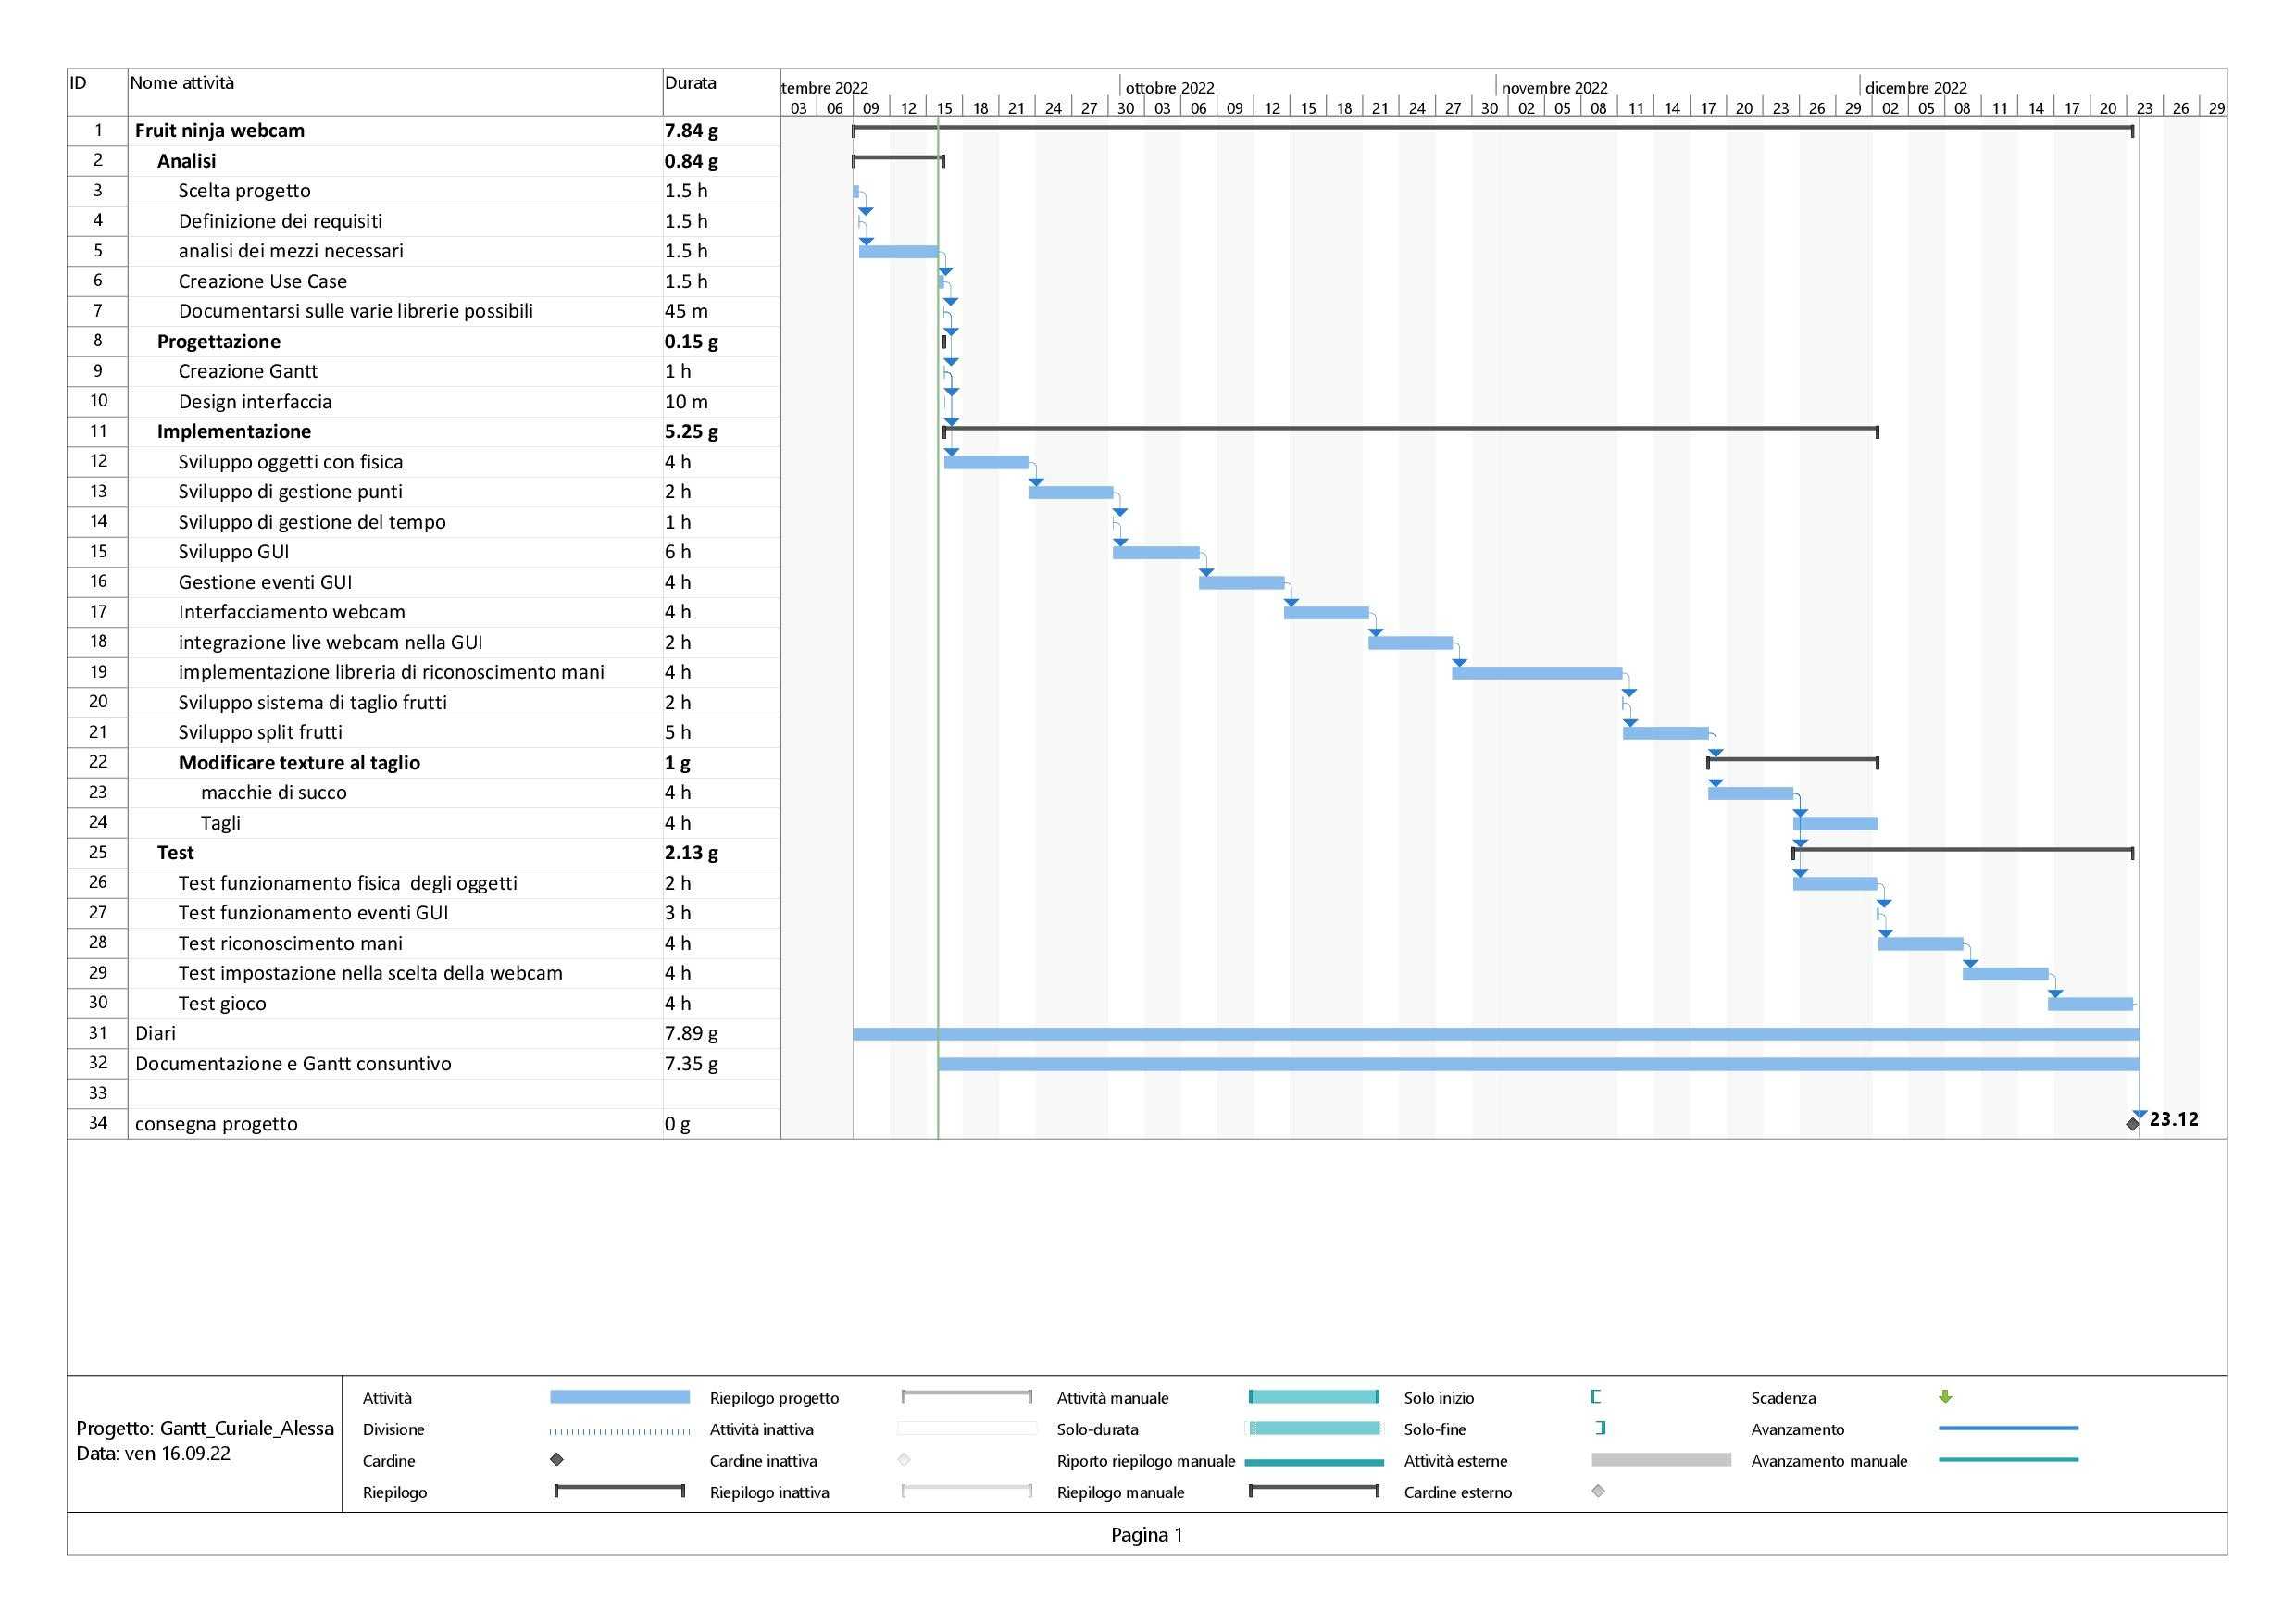 ID Nome attività Durata tembre 2022 ottobre 2022 novembre 2022 dicembre 2022
03 06 09 12 15 18 21 24 27 30 03 06 09 12 15 18 21 24 27 30 02 05 08 11 14 17 20 23 26 29 02 05 08 11 14 17 20 23 26 29
1 Fruit ninja webcam 7.84 g
2 Analisi 0.84 g
3 Scelta progetto 1.5 h
4 Definizione dei requisiti 1.5 h
5 analisi dei mezzi necessari 1.5 h
6 Creazione Use Case 1.5 h
7 Documentarsi sulle varie librerie possibili 45 m
8 Progettazione 0.15 g
9 Creazione Gantt 1 h
10 Design interfaccia 10 m
11 Implementazione 5.25 g
12 Sviluppo oggetti con fisica 4 h
13 Sviluppo di gestione punti 2 h
14 Sviluppo di gestione del tempo 1 h
15 Sviluppo GUI 6 h
16 Gestione eventi GUI 4 h
17 Interfacciamento webcam 4 h
18 integrazione live webcam nella GUI 2 h
19 implementazione libreria di riconoscimento mani 4 h
20 Sviluppo sistema di taglio frutti 2 h
21 Sviluppo split frutti 5 h
22 Modificare texture al taglio 1 g
23 macchie di succo 4 h
24 Tagli 4 h
25 Test 2.13 g
26 Test funzionamento fisica degli oggetti 2 h
27 Test funzionamento eventi GUI 3 h
28 Test riconoscimento mani 4 h
29 Test impostazione nella scelta della webcam 4 h
30 Test gioco 4 h
31 Diari 7.89 g
32 Documentazione e Gantt consuntivo 7.35 g
33
34 consegna progetto 0 g 23.12
Progetto: Gantt_Curiale_Alessa
Data: ven 16.09.22
Attività Riepilogo progetto Attività manuale Solo inizio Scadenza
Divisione Attività inattiva Solo-durata Solo-fine Avanzamento
Cardine Cardine inattiva Riporto riepilogo manuale Attività esterne Avanzamento manuale
Riepilogo Riepilogo inattiva Riepilogo manuale Cardine esterno
Pagina 1